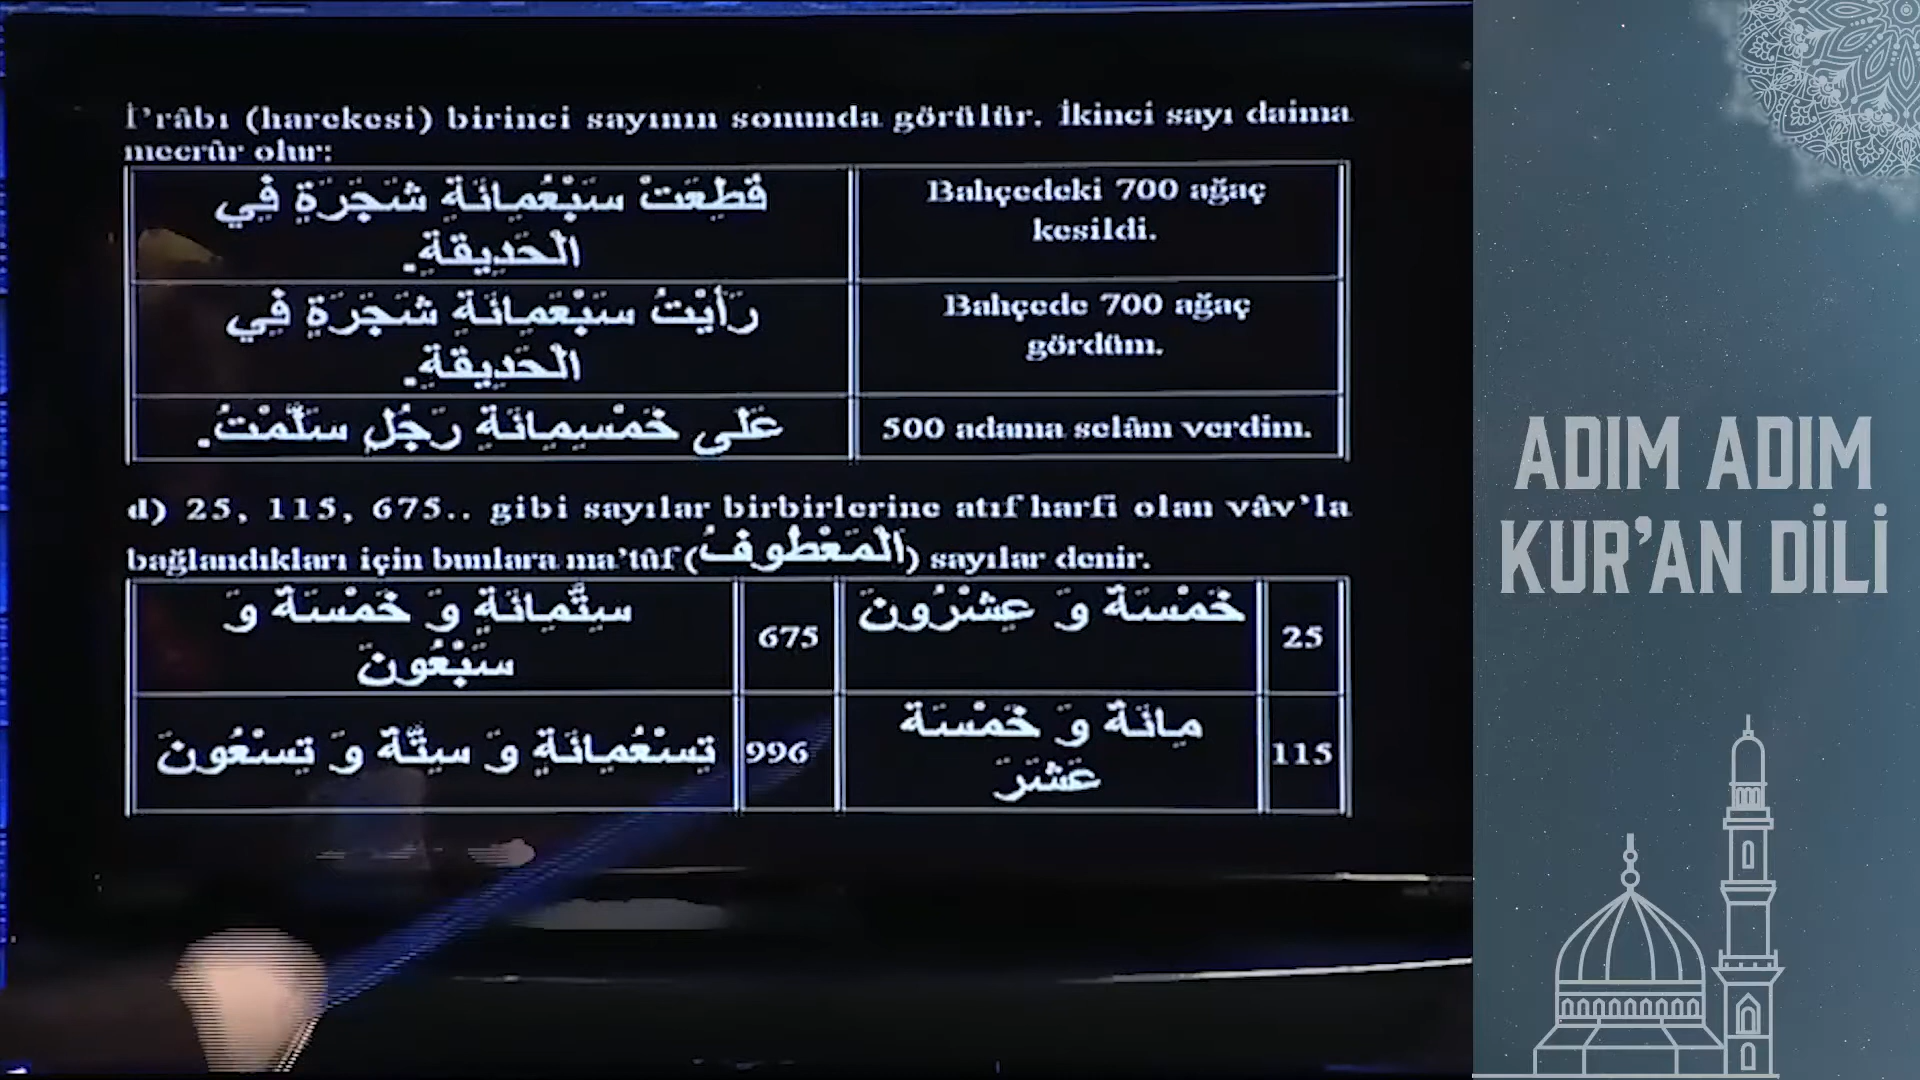 İ'râbı (harekesi) birinci sayının sonunda görülür. İkinci sayı daima
mecrûr olur:
قُطِعَتْ سَبْعُمِائَةِ شَجَرَةٍ فِي
الْحَدِيقَةِ.
Bahçedeki 700 ağaç
kesildi.
رَأَيْتُ سَبْعَمِائَةِ شَجَرَةٍ فِي
الْحَدِيقَةِ.
Bahçede 700 ağaç
gördüm.
عَلَى خَمْسِمِائَةِ رَجُلٍ سَلَّمْتُ.
500 adama selâm verdim.
d) 25, 115, 675.. gibi sayılar birbirlerine atıf harfi olan vâv'la
bağlandıkları için bunlara ma'tûf (اَلْمَعْطُوفُ) sayılar denir.
خَمْسَةٌ وَ عِشْرُونَ
25
سِتُّمِائَةٍ وَ خَمْسَةٌ وَ
سَبْعُونَ
675
مِائَةٌ وَ خَمْسَةَ
عَشَرَ
115
تِسْعُمِائَةٍ وَ سِتَّةٌ وَ تِسْعُونَ
996
ADIM ADIM
KUR'AN DİLİ